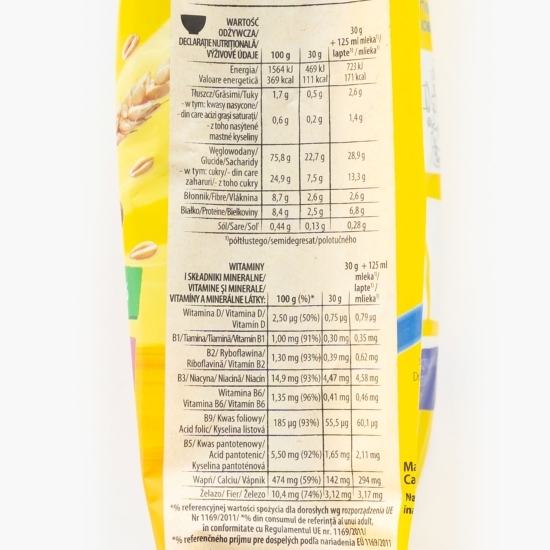 WARTOŚĆ
ODŻYWCZA/
DECLARAȚIE NUTRIȚIONALĂ/
VÝŽIVOVÉ ÚDAJE 100 g 30 g 30 g + 125 ml mleka¹⁾/ lapte¹⁾/ mlieka¹⁾
Energia/ 1564 kJ 469 kJ 723 kJ
Valoare energetică 369 kcal 111 kcal 171 kcal
Tłuszcz/Grăsimi/Tuky 1,7 g 0,5 g 2,6 g
- w tym: kwasy nasycone/
- din care acizi grași saturați/ 0,6 g 0,2 g 1,4 g
- z toho nasýtené
mastné kyseliny
Węglowodany/
Glucide/Sacharidy 75,8 g 22,7 g 28,9 g
- w tym: cukry/- din care
zaharuri/- z toho cukry 24,9 g 7,5 g 13,3 g
Błonnik/Fibre/Vláknina 8,7 g 2,6 g 2,6 g
Białko/Proteine/Bielkoviny 8,4 g 2,5 g 6,8 g
Sól/Sare/Soľ 0,44 g 0,13 g 0,28 g
¹⁾półtłustego/semidegresat/polotučného
WITAMINY
I SKŁADNIKI MINERALNE/
VITAMINE ȘI MINERALE/
VITAMÍNY A MINERÁLNE LÁTKY: 100 g (%)* 30 g 30 g + 125 ml mleka¹⁾/ lapte¹⁾/ mlieka¹⁾
Witamina D/ Vitamina D/
Vitamín D 2,50 µg (50%) 0,75 µg 0,79 µg
B1/Tiamina/Tiamină/Vitamín B1 1,00 mg (91%) 0,30 mg 0,35 mg
B2/ Ryboflawina/
Riboflavină/ Vitamín B2 1,30 mg (93%) 0,39 mg 0,62 mg
B3/ Niacyna/ Niacină/ Niacín 14,9 mg (93%) 4,47 mg 4,58 mg
Witamina B6/
Vitamina B6/ Vitamín B6 1,35 mg (96%) 0,41 mg 0,46 mg
B9/ Kwas foliowy/
Acid folic/ Kyselina listová 185 µg (93%) 55,5 µg 60,1 µg
B5/ Kwas pantotenowy/
Acid pantotenic/ 5,50 mg (92%) 1,65 mg 2,11 mg
Kyselina pantoténová
Wapń/ Calciu/ Vápnik 474 mg (59%) 142 mg 294 mg
Żelazo/ Fier/ Železo 10,4 mg (74%) 3,12 mg 3,17 mg
*% referencyjnej wartości spożycia dla dorosłych wg rozporządzenia UE
Nr 1169/2011/ *% din consumul de referință al unui adult,
in conformitate cu Regulamentul UE nr. 1169/2011/
*% referenčného príjmu pre dospelých podľa nariadenia EÚ 1169/2011
Ma
Ca
Na